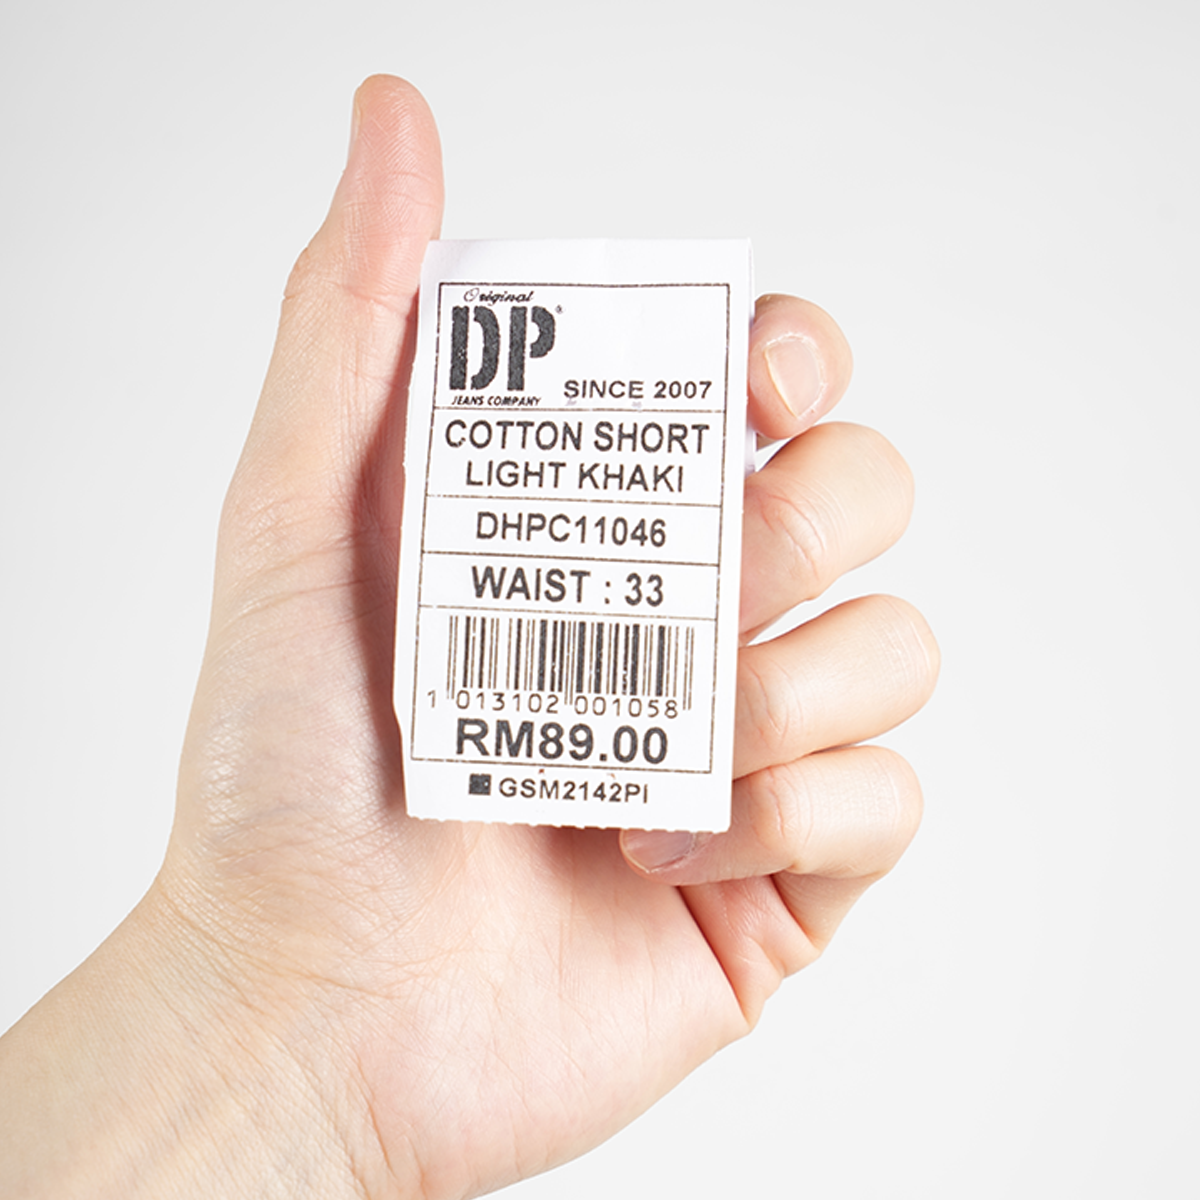 Original
DP®
JEANS COMPANY
SINCE 2007
COTTON SHORT
LIGHT KHAKI
DHPC11046
WAIST : 33
1 013102 001058
RM89.00
GSM2142PI